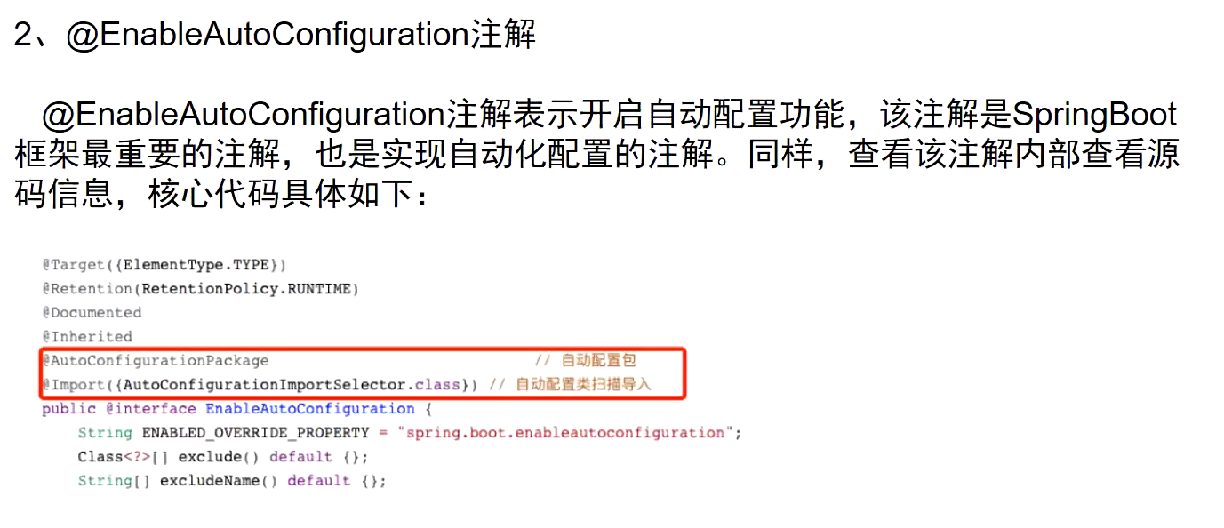 2、@EnableAutoConfiguration注解
@EnableAutoConfiguration注解表示开启自动配置功能，该注解是SpringBoot
框架最重要的注解，也是实现自动化配置的注解。同样，查看该注解内部查看源
码信息，核心代码具体如下：
@Target({ElementType.TYPE})
@Retention(RetentionPolicy.RUNTIME)
@Documented
@Inherited
@AutoConfigurationPackage // 自动配置包
@Import({AutoConfigurationImportSelector.class}) // 自动配置类扫描导入
public @interface EnableAutoConfiguration {
String ENABLED_OVERRIDE_PROPERTY = "spring.boot.enableautoconfiguration";
Class<?>[] exclude() default {};
String[] excludeName() default {};